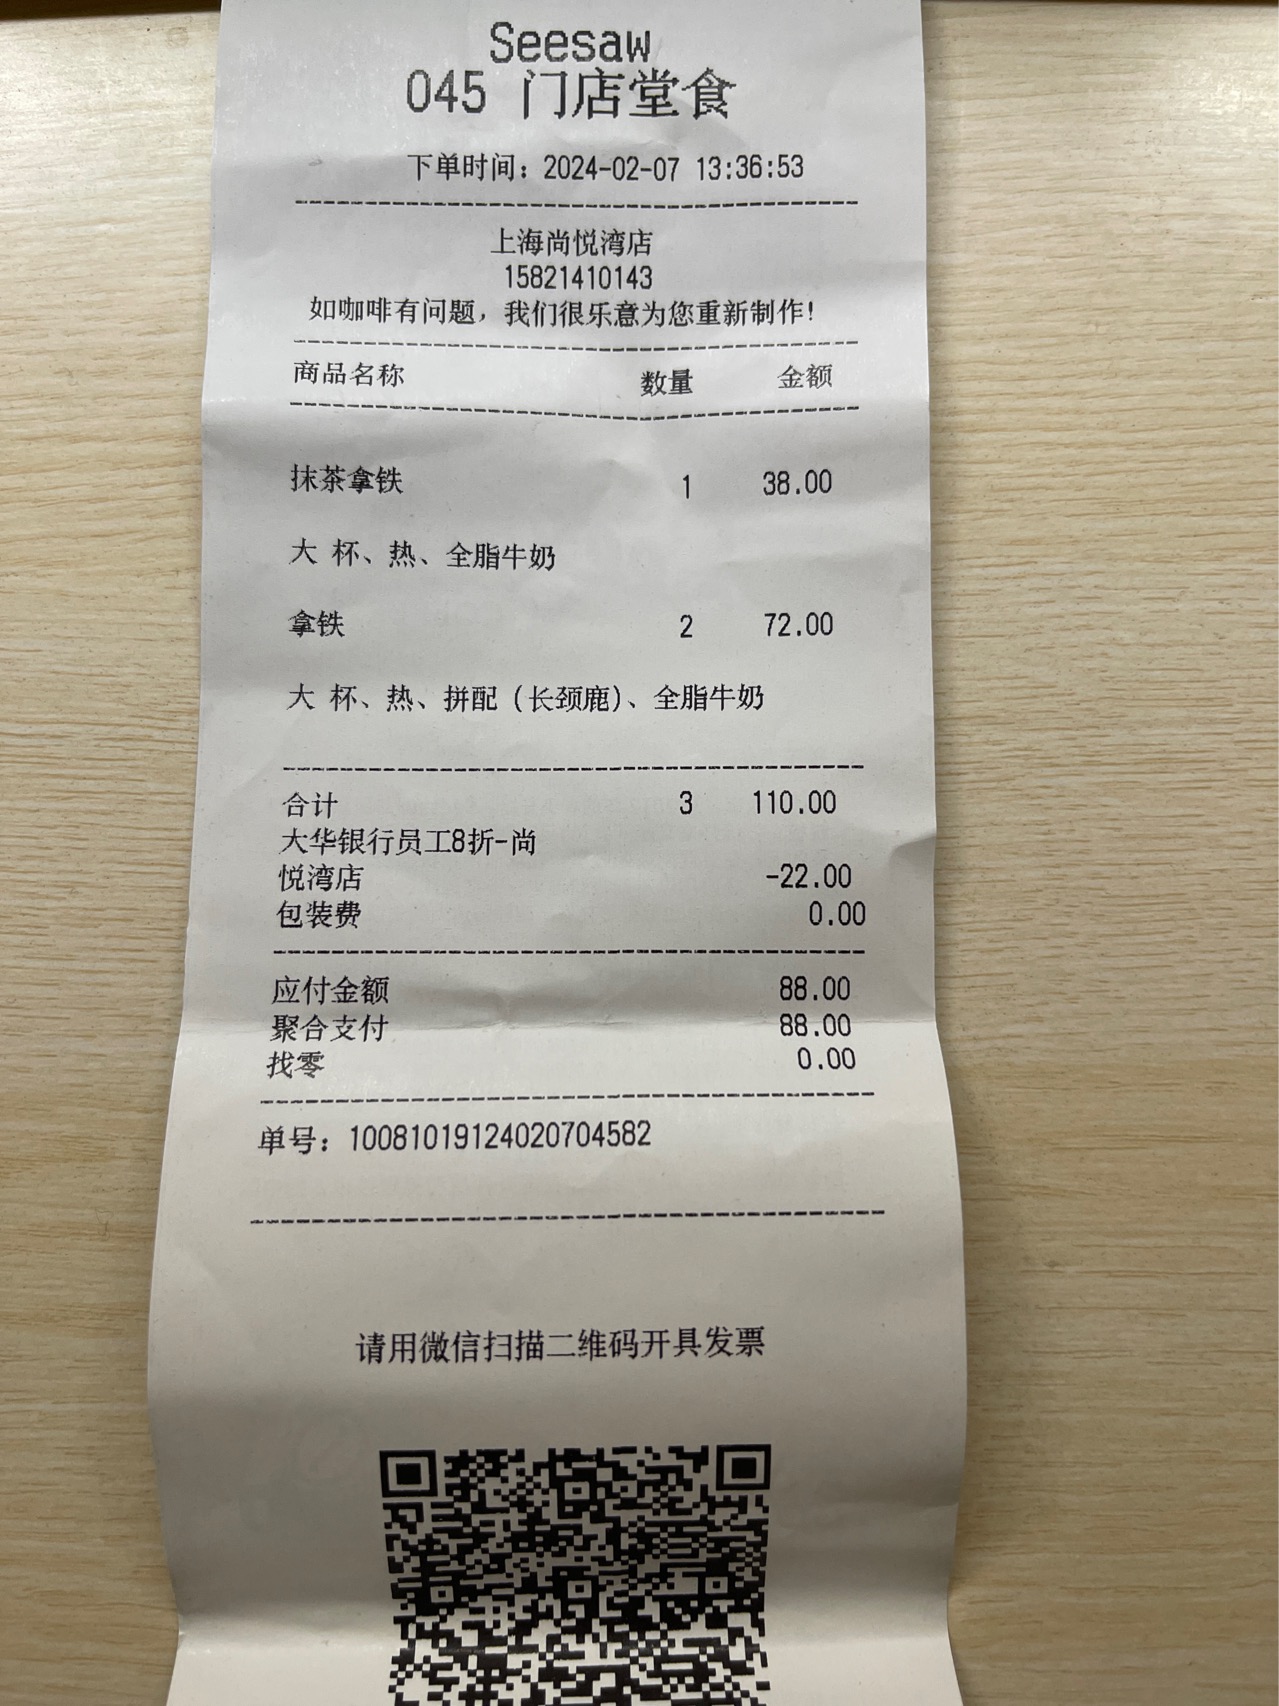 Seesaw
045 门店堂食
下单时间：2024-02-07 13:36:53
上海尚悦湾店
15821410143
如咖啡有问题，我们很乐意为您重新制作！
商品名称 数量 金额
抹茶拿铁 1 38.00
大 杯、热、全脂牛奶
拿铁 2 72.00
大 杯、热、拼配（长颈鹿）、全脂牛奶
合计 3 110.00
大华银行员工8折-尚
悦湾店 -22.00
包装费 0.00
应付金额 88.00
聚合支付 88.00
找零 0.00
单号：10081019124020704582
请用微信扫描二维码开具发票